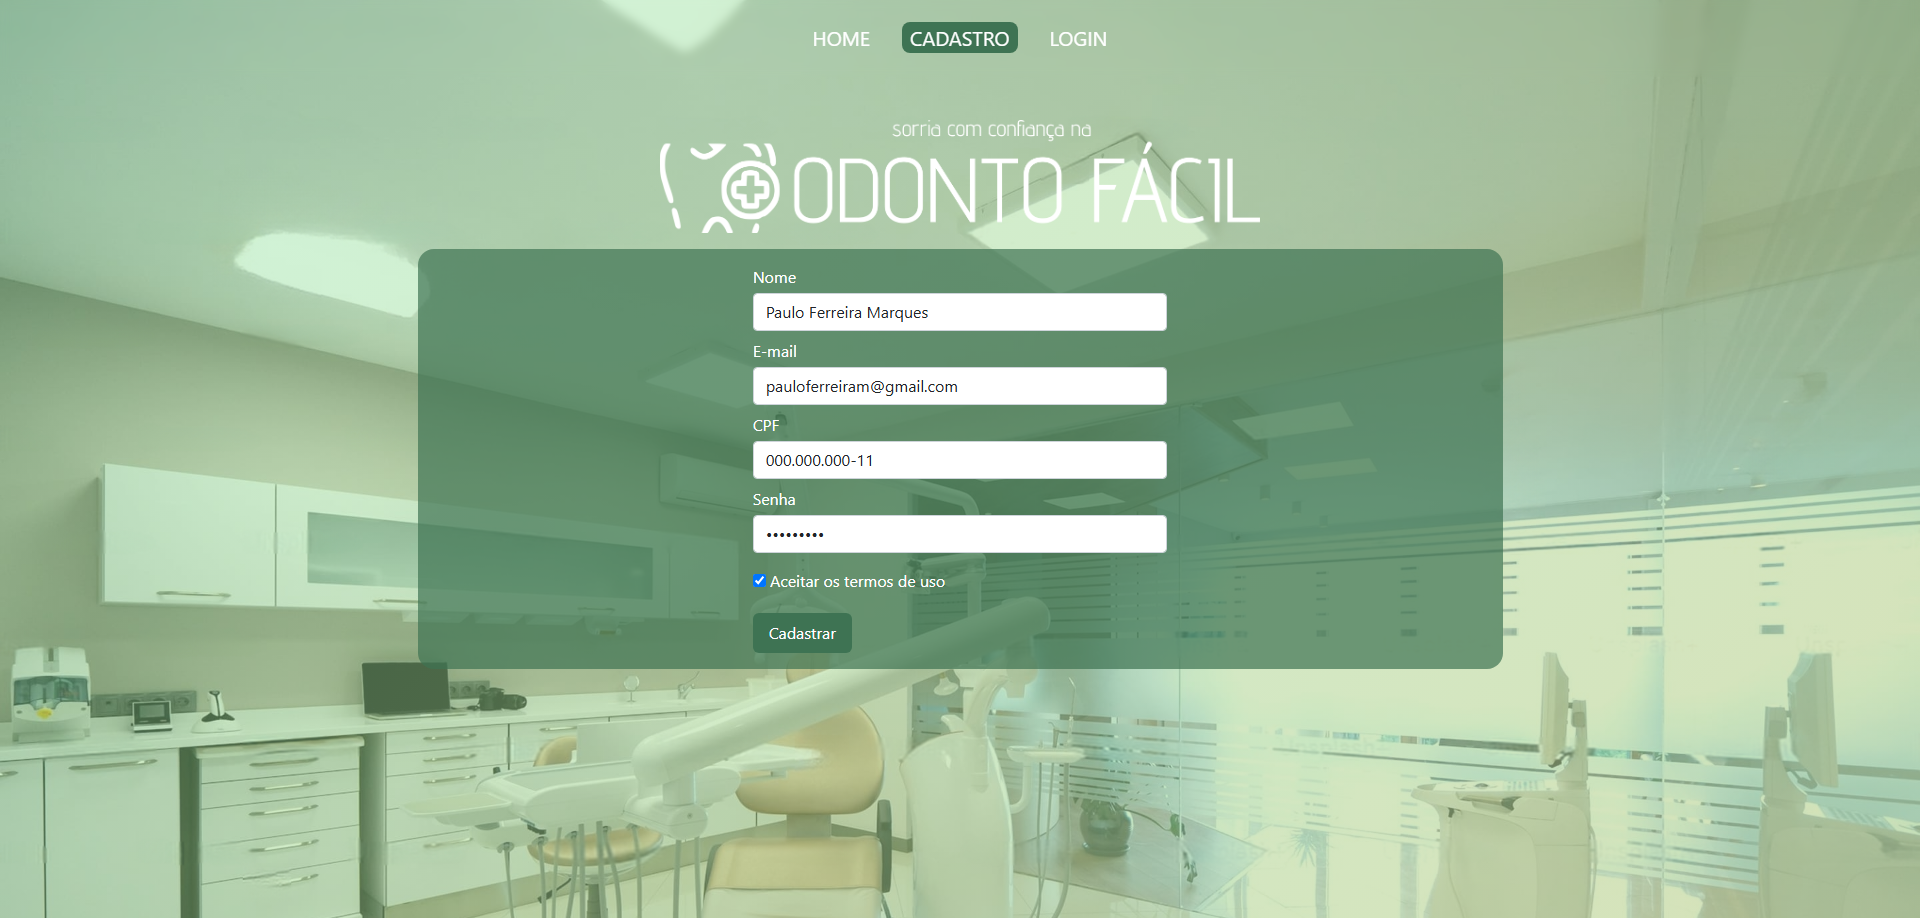 HOME CADASTRO LOGIN
sorria com confiança na
ODONTO FÁCIL
Nome
Paulo Ferreira Marques
E-mail
pauloferreiram@gmail.com
CPF
000.000.000-11
Senha
•••••••••
Aceitar os termos de uso
Cadastrar